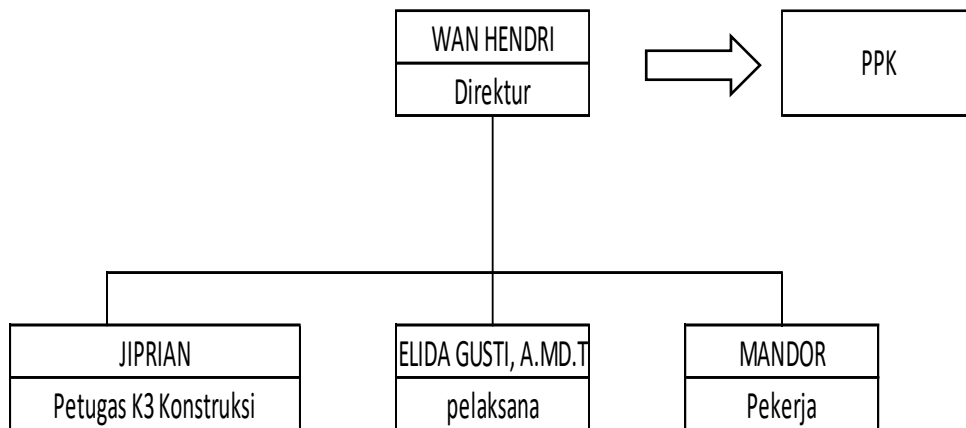 WAN HENDRI
Direktur
PPK
JIPRIAN
Petugas K3 Konstruksi
ELIDA GUSTI, A.MD.T
pelaksana
MANDOR
Pekerja